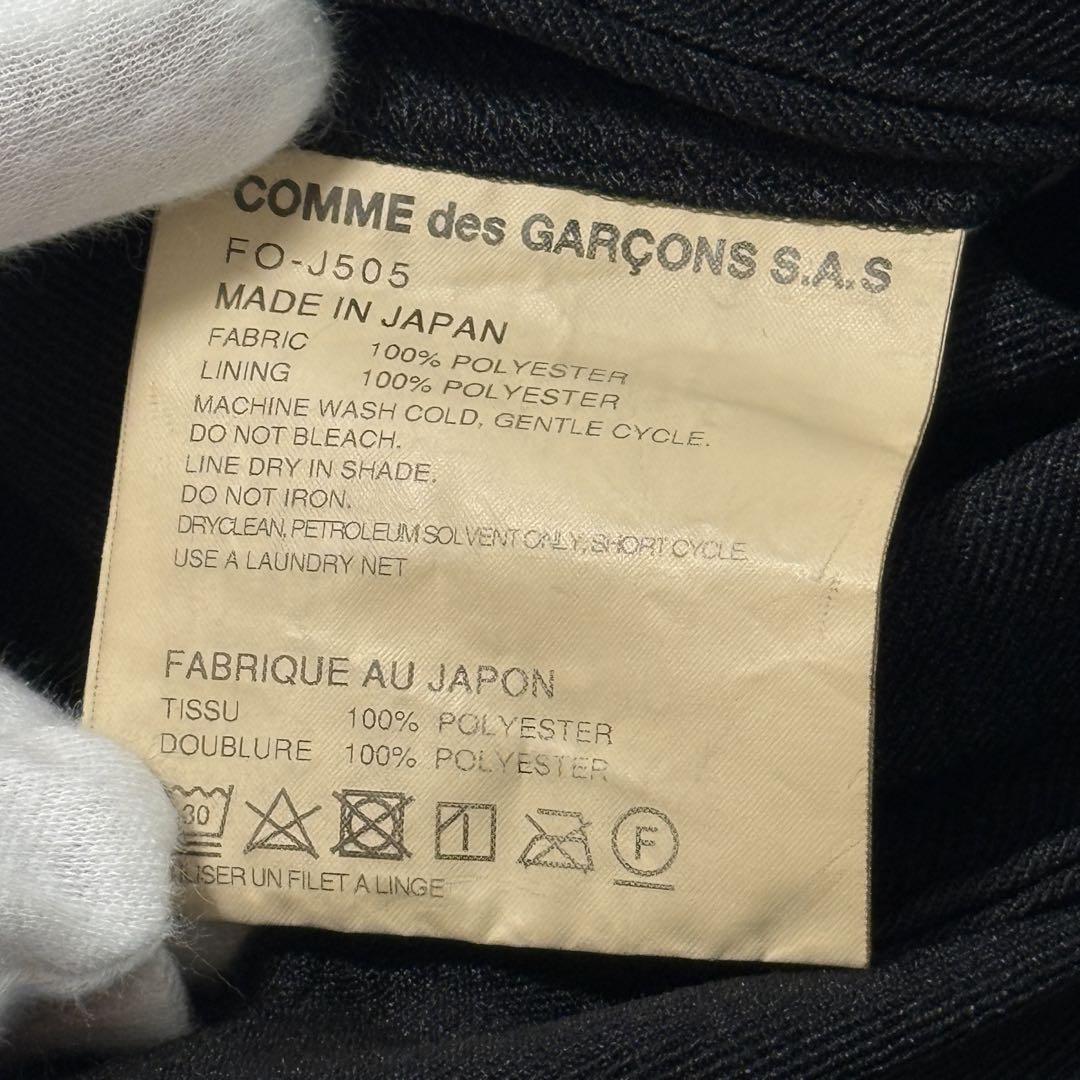 COMME des GARÇONS S.A.S
FO-J505
MADE IN JAPAN
FABRIC 100% POLYESTER
LINING 100% POLYESTER
MACHINE WASH COLD, GENTLE CYCLE.
DO NOT BLEACH.
LINE DRY IN SHADE.
DO NOT IRON.
DRYCLEAN, PETROLEUM SOLVENT ONLY, SHORT CYCLE.
USE A LAUNDRY NET
FABRIQUE AU JAPON
TISSU 100% POLYESTER
DOUBLURE 100% POLYESTER
30 F
UN FILET A LINGE